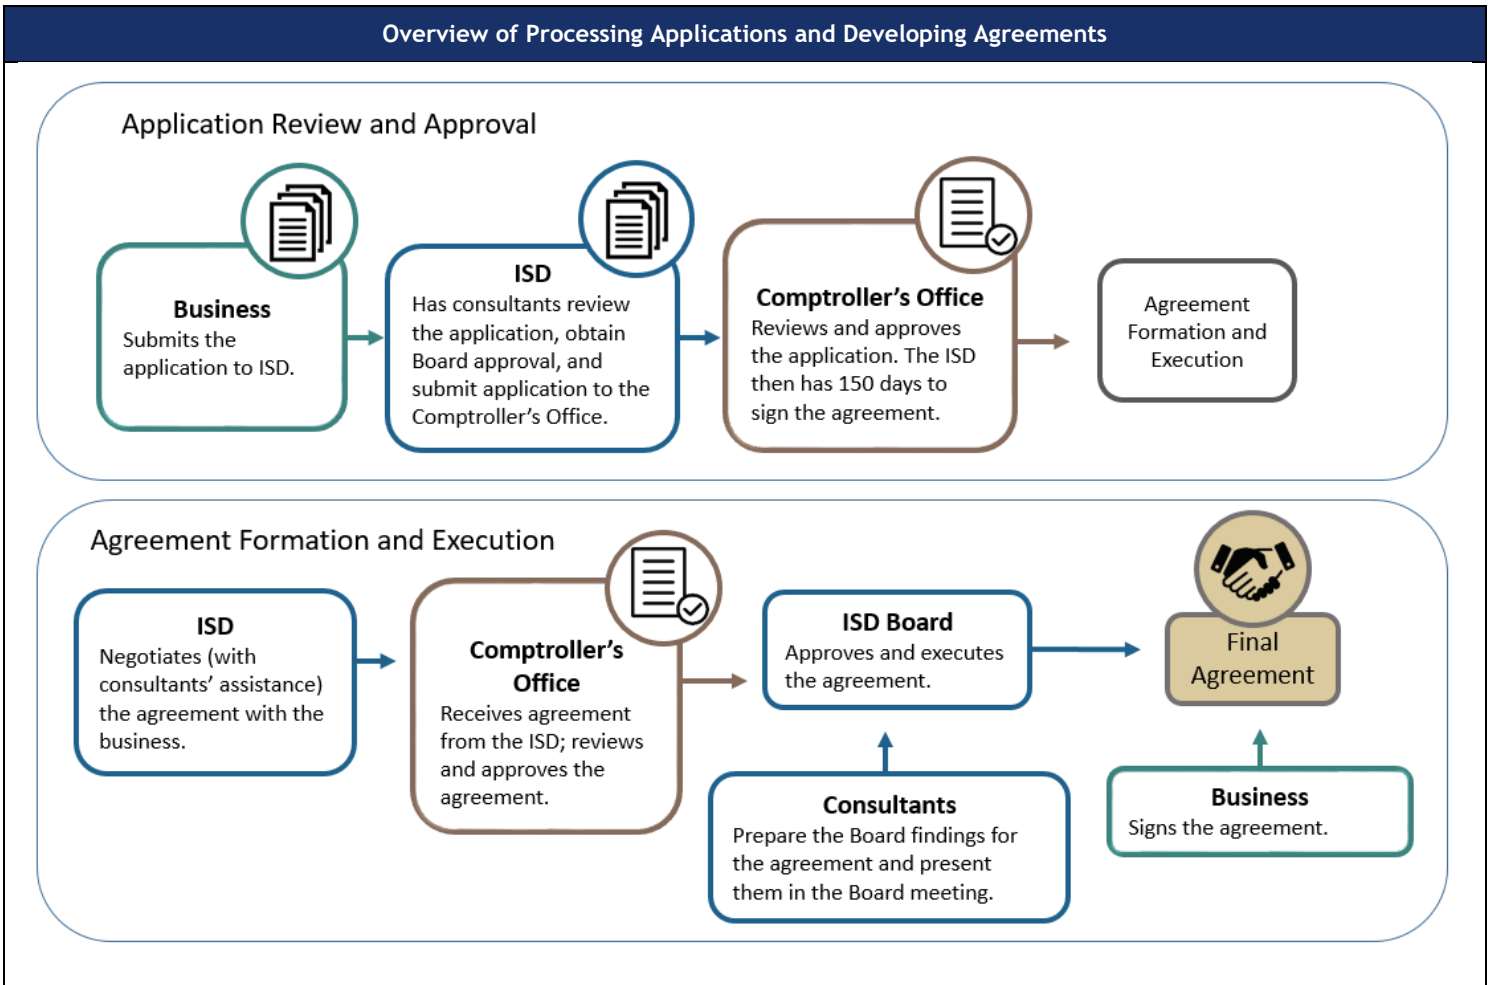 Overview of Processing Applications and Developing Agreements
Application Review and Approval
Business
Submits the
application to ISD.
ISD
Has consultants review
the application, obtain
Board approval, and
submit application to the
Comptroller's Office.
Comptroller's Office
Reviews and approves
the application. The ISD
then has 150 days to
sign the agreement.
Agreement
Formation and
Execution
Agreement Formation and Execution
ISD
Negotiates (with
consultants' assistance)
the agreement with the
business.
Comptroller's
Office
Receives agreement
from the ISD; reviews
and approves the
agreement.
ISD Board
Approves and executes
the agreement.
Consultants
Prepare the Board findings for
the agreement and present
them in the Board meeting.
Final
Agreement
Business
Signs the agreement.